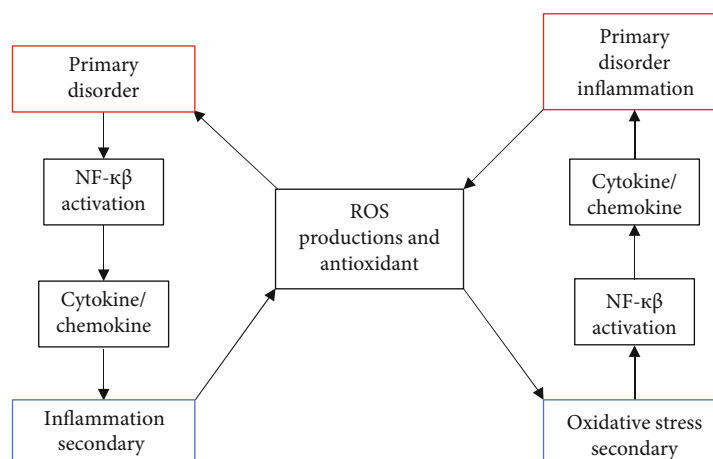 Primary
disorder
NF-κβ
activation
Cytokine/
chemokine
Inflammation
secondary
ROS
productions and
antioxidant
Primary
disorder
inflammation
Cytokine/
chemokine
NF-κβ
activation
Oxidative stress
secondary